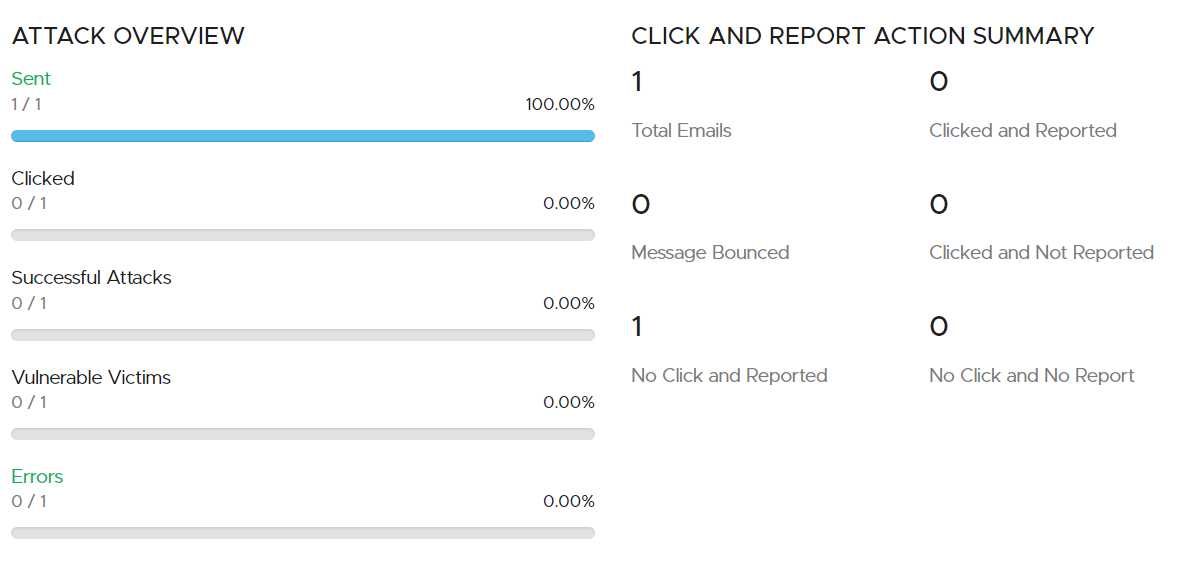 ATTACK OVERVIEW
Sent
1 / 1 100.00%
Clicked
0 / 1 0.00%
Successful Attacks
0 / 1 0.00%
Vulnerable Victims
0 / 1 0.00%
Errors
0 / 1 0.00%
CLICK AND REPORT ACTION SUMMARY
1 0
Total Emails Clicked and Reported
0 0
Message Bounced Clicked and Not Reported
1 0
No Click and Reported No Click and No Report